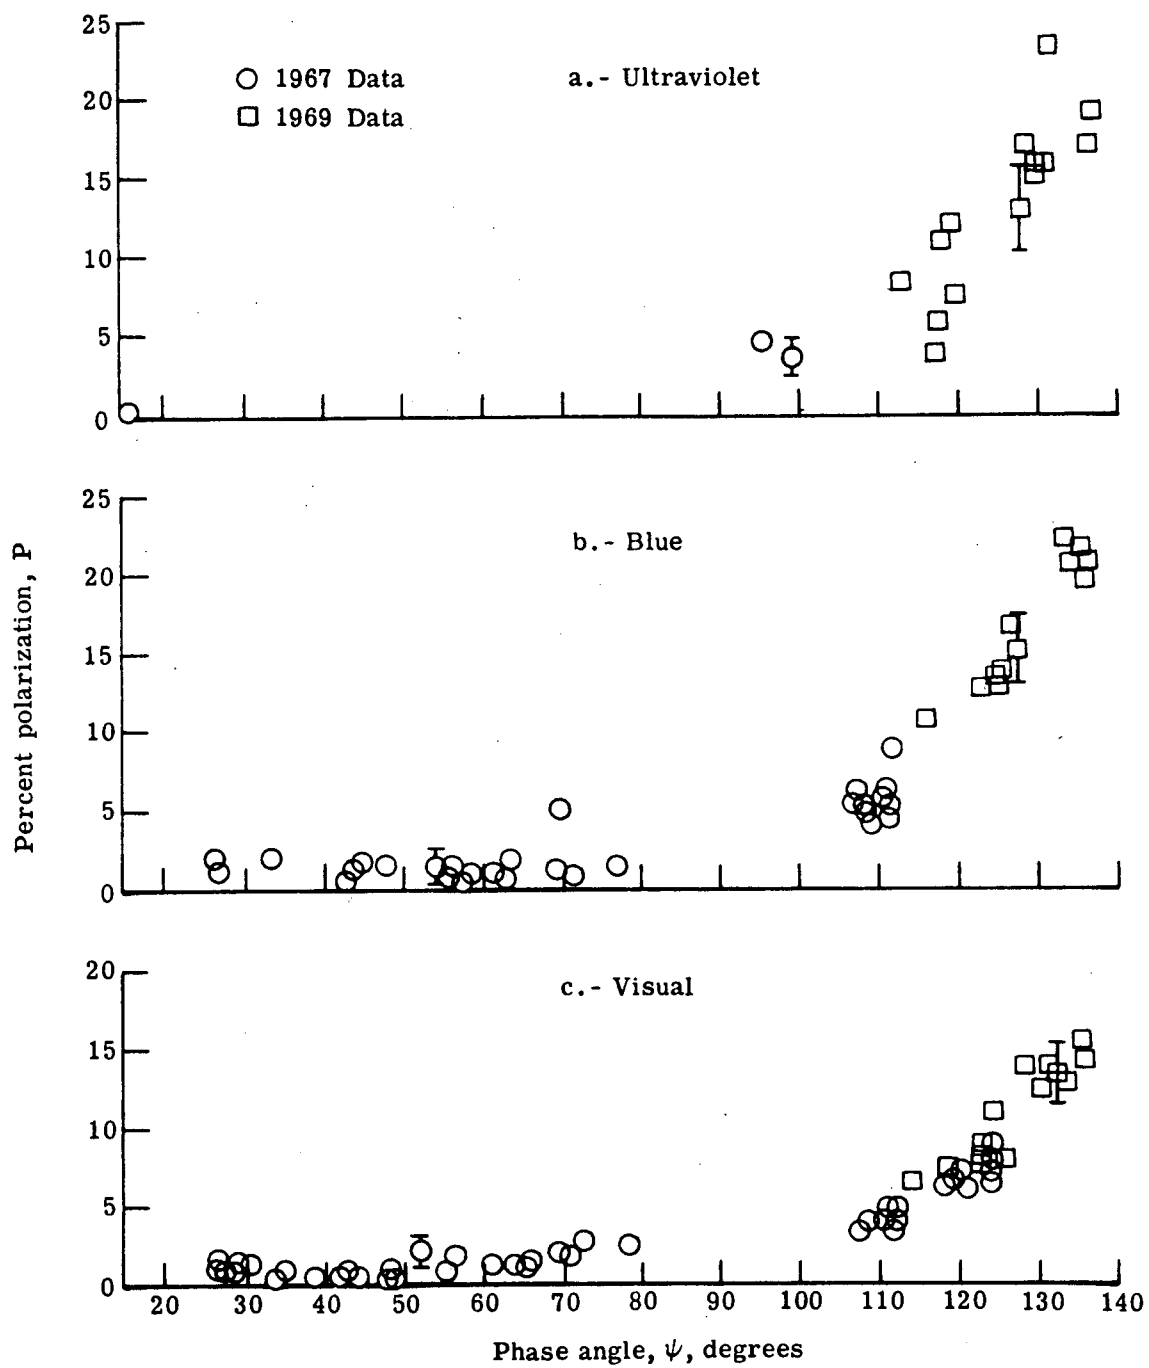 25
○ 1967 Data
a.- Ultraviolet
20
□ 1969 Data
15
10
5
0
25
b.- Blue
20
15
10
5
0
Percent polarization, P
20
c.- Visual
15
10
5
0
20 30 40 50 60 70 80 90 100 110 120 130 140
Phase angle, ψ, degrees